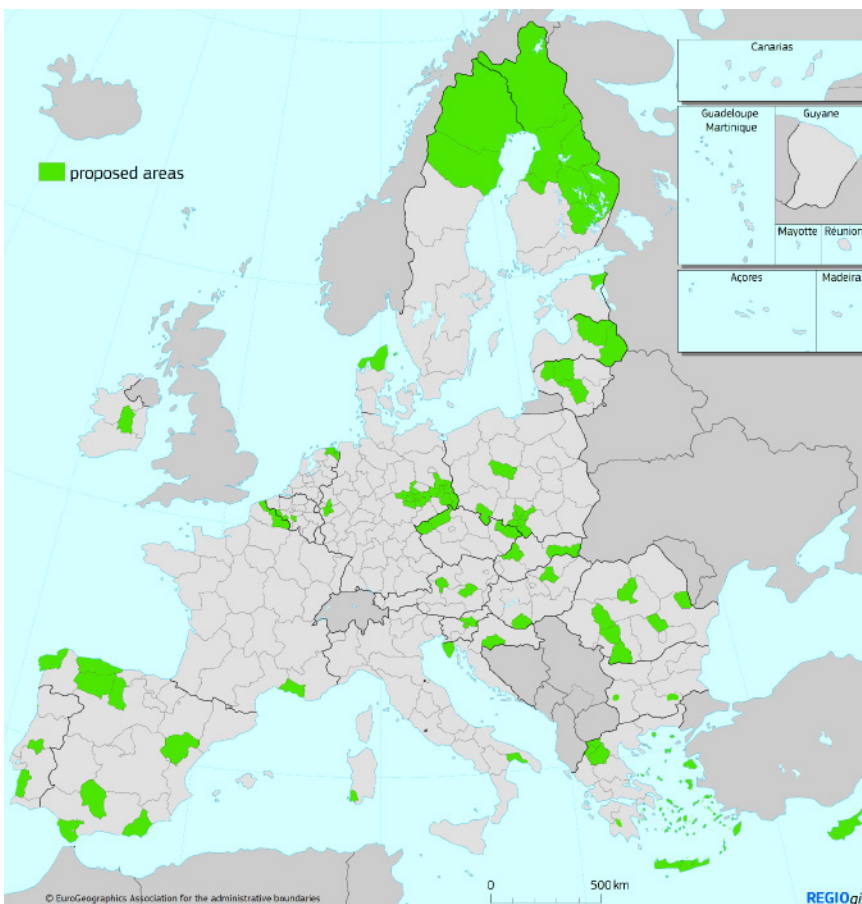 Canarias
Guadeloupe
Martinique
Guyane
Mayotte
Réunion
Açores
Madeira
proposed areas
0
500 km
© EuroGeographics Association for the administrative boundaries
REGIOgi